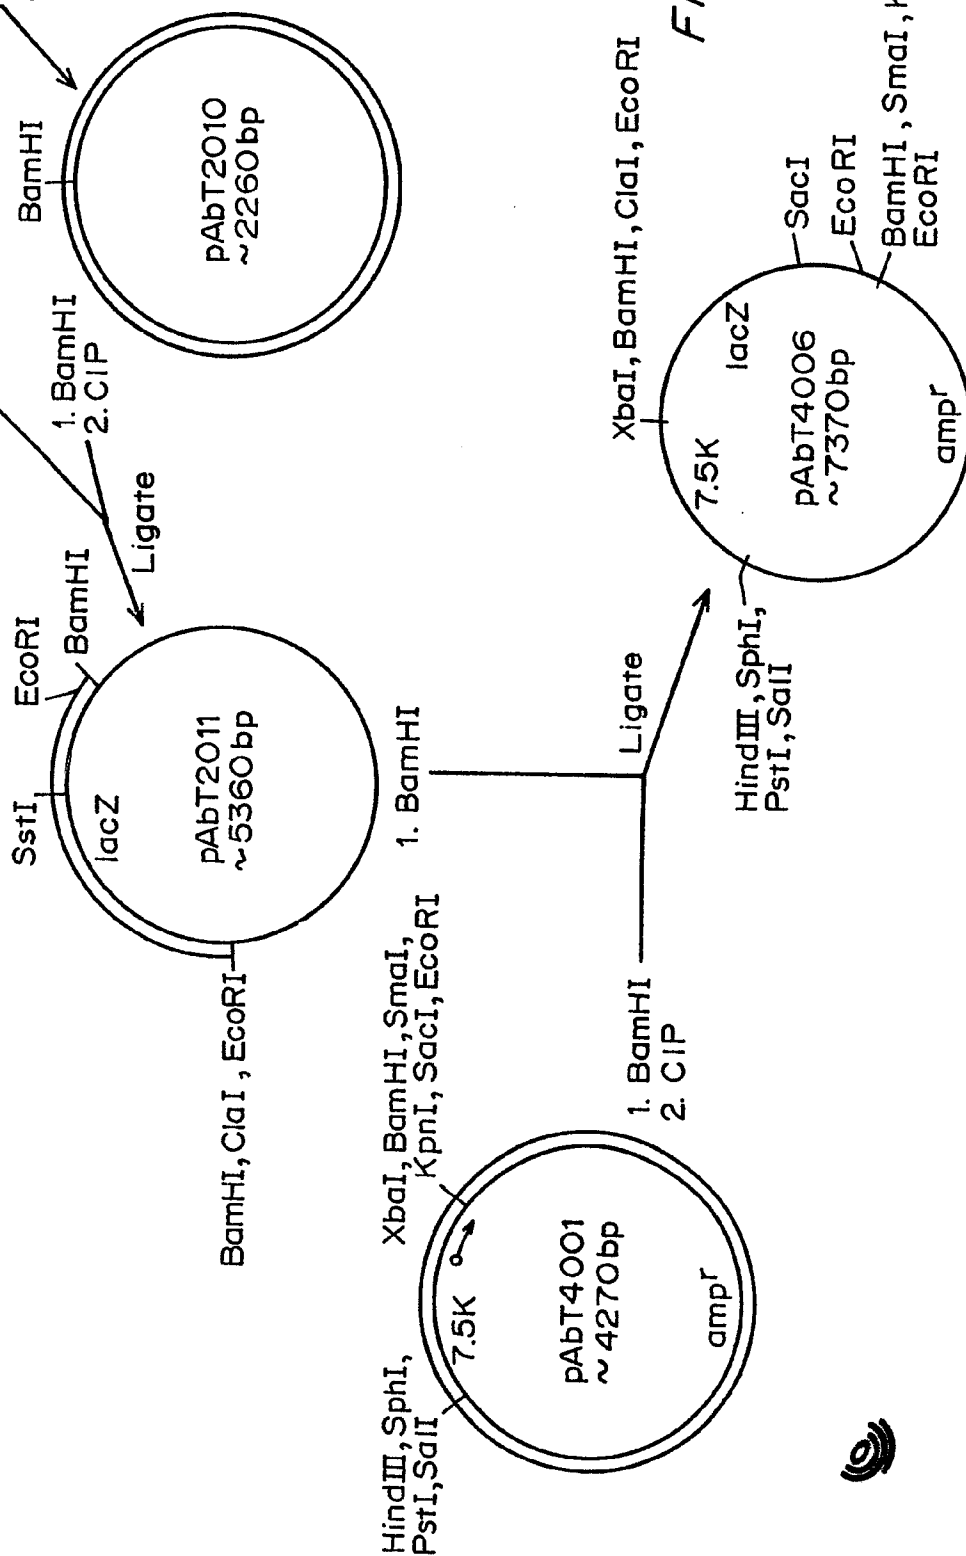 BamHI
pAbT2010
~2260bp
1. BamHI
2. CIP
Ligate
SstI
EcoRI
BamHI
lacZ
pAbT2011
~5360bp
BamHI, ClaI, EcoRI
1. BamHI
HindIII, SphI,
PstI, SalI
XbaI, BamHI, SmaI,
KpnI, SacI, EcoRI
7.5K
pAbT4001
~4270bp
ampr
1. BamHI
2. CIP
Ligate
XbaI, BamHI, ClaI, EcoRI
HindIII, SphI,
PstI, SalI
7.5K
lacZ
pAbT4006
~7370bp
ampr
SacI
EcoRI
BamHI, SmaI,
EcoRI